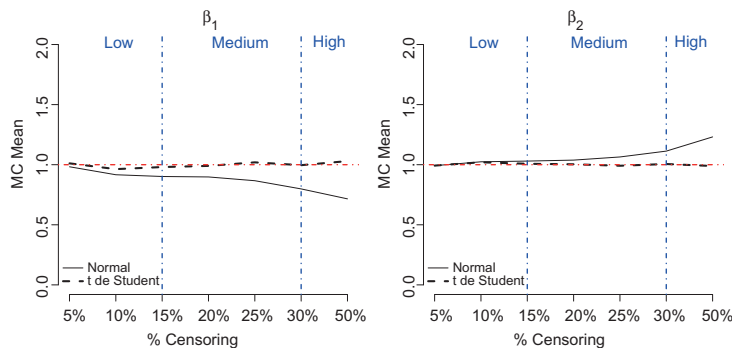 β1
Low Medium High
MC Mean
2.0
1.5
1.0
0.5
0.0
Normal
t de Student
5% 10% 15% 20% 25% 30% 50%
% Censoring
β2
Low Medium High
MC Mean
2.0
1.5
1.0
0.5
0.0
Normal
t de Student
5% 10% 15% 20% 25% 30% 50%
% Censoring